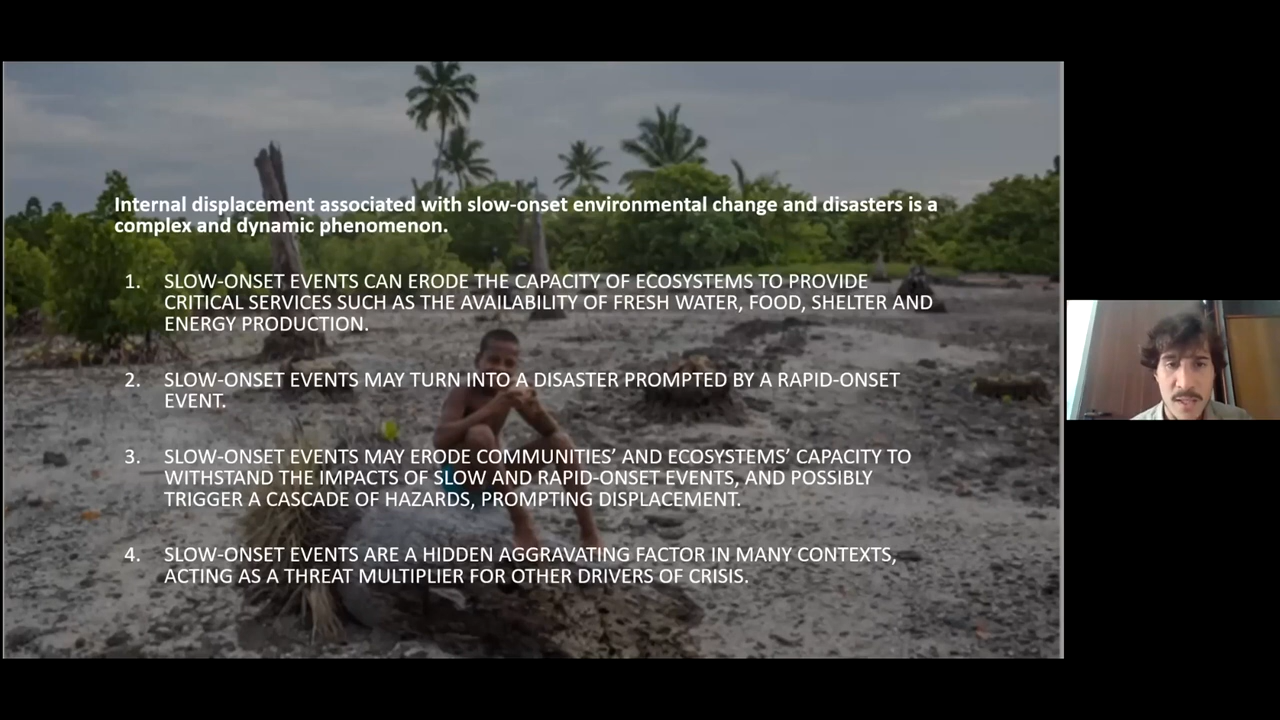 Internal displacement associated with slow-onset environmental change and disasters is a
complex and dynamic phenomenon.
1. SLOW-ONSET EVENTS CAN ERODE THE CAPACITY OF ECOSYSTEMS TO PROVIDE
CRITICAL SERVICES SUCH AS THE AVAILABILITY OF FRESH WATER, FOOD, SHELTER AND
ENERGY PRODUCTION.
2. SLOW-ONSET EVENTS MAY TURN INTO A DISASTER PROMPTED BY A RAPID-ONSET
EVENT.
3. SLOW-ONSET EVENTS MAY ERODE COMMUNITIES’ AND ECOSYSTEMS’ CAPACITY TO
WITHSTAND THE IMPACTS OF SLOW AND RAPID-ONSET EVENTS, AND POSSIBLY
TRIGGER A CASCADE OF HAZARDS, PROMPTING DISPLACEMENT.
4. SLOW-ONSET EVENTS ARE A HIDDEN AGGRAVATING FACTOR IN MANY CONTEXTS,
ACTING AS A THREAT MULTIPLIER FOR OTHER DRIVERS OF CRISIS.